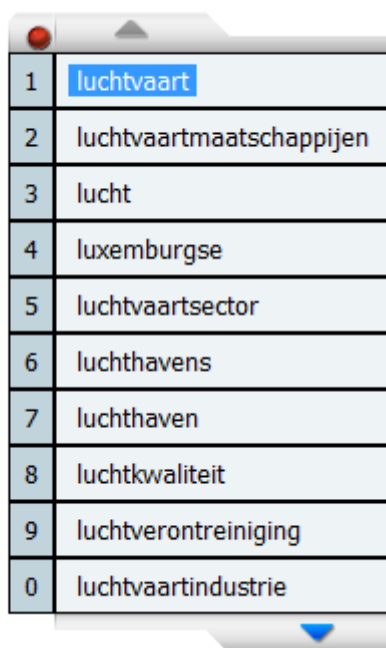 1 luchtvaart
2 luchtvaartmaatschappijen
3 lucht
4 luxemburgse
5 luchtvaartsector
6 luchthavens
7 luchthaven
8 luchtkwaliteit
9 luchtverontreiniging
0 luchtvaartindustrie